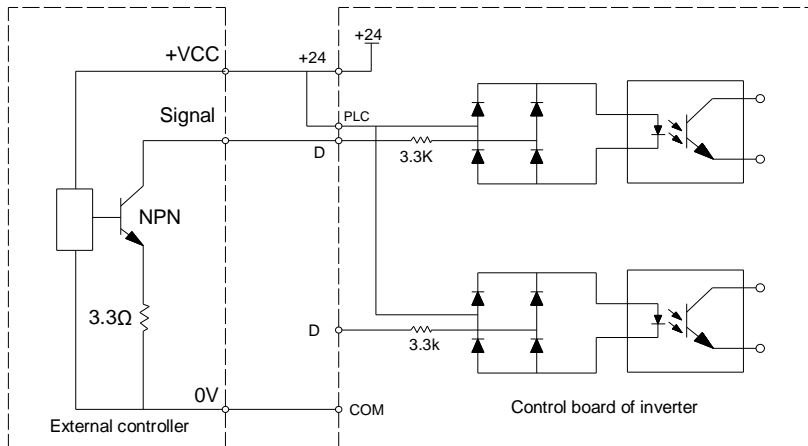 +VCC
+24
+24
Signal
PLC
D
3.3K
NPN
3.3Ω
D
3.3k
0V
COM
External controller
Control board of inverter